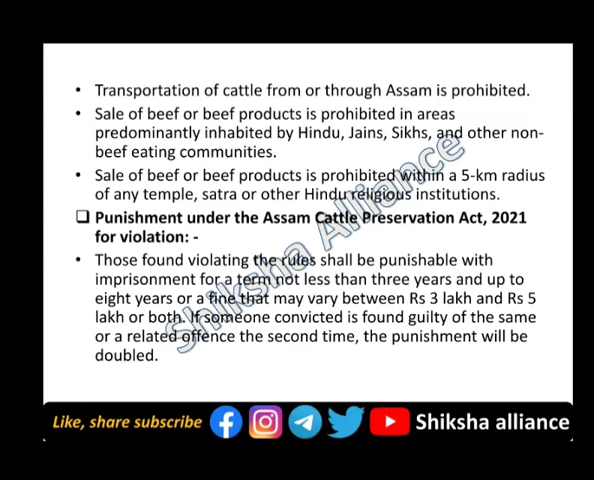 • Transportation of cattle from or through Assam is prohibited.
• Sale of beef or beef products is prohibited in areas
predominantly inhabited by Hindu, Jains, Sikhs, and other non-
beef eating communities.
• Sale of beef or beef products is prohibited within a 5-km radius
of any temple, satra or other Hindu religious institutions.
❑ Punishment under the Assam Cattle Preservation Act, 2021
for violation: -
• Those found violating the rules shall be punishable with
imprisonment for a term not less than three years and up to
eight years or a fine that may vary between Rs 3 lakh and Rs 5
lakh or both. If someone convicted is found guilty of the same
or a related offence the second time, the punishment will be
doubled.
Shiksha Alliance
Like, share subscribe Shiksha alliance